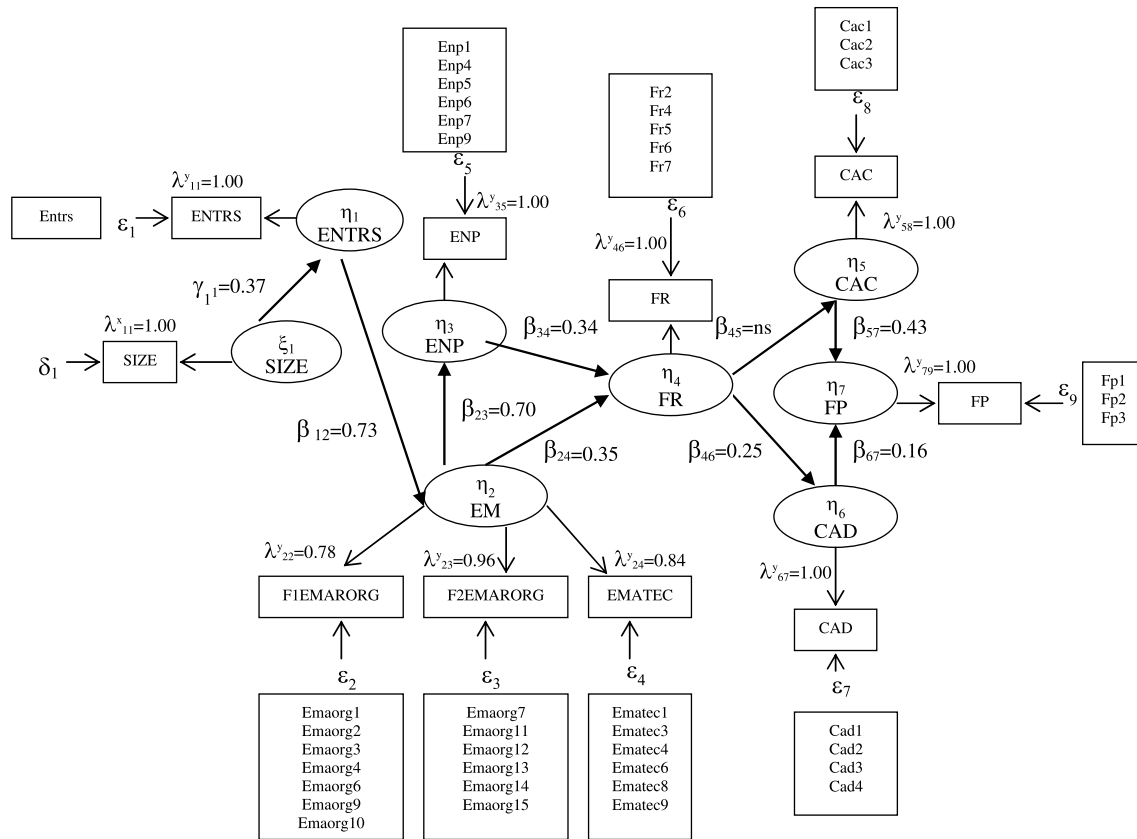 Enp1
Enp4
Enp5
Enp6
Enp7
Enp9
ε5
λy35=1.00
ENP
Fr2
Fr4
Fr5
Fr6
Fr7
ε6
λy46=1.00
FR
Cac1
Cac2
Cac3
ε8
CAC
λy58=1.00
η5
CAC
Entrs
ε1
λy11=1.00
ENTRS
η1
ENTRS
γ11=0.37
λx11=1.00
δ1
SIZE
ξ1
SIZE
η3
ENP
β34=0.34
β45=ns
β57=0.43
η4
FR
η7
FP
λy79=1.00
FP
ε9
Fp1
Fp2
Fp3
β12=0.73
β23=0.70
β24=0.35
β46=0.25
β67=0.16
η2
EM
η6
CAD
λy22=0.78
λy23=0.96
λy24=0.84
λy67=1.00
F1EMARORG
F2EMARORG
EMATEC
CAD
ε2
ε3
ε4
ε7
Emaorg1
Emaorg2
Emaorg3
Emaorg4
Emaorg6
Emaorg9
Emaorg10
Emaorg7
Emaorg11
Emaorg12
Emaorg13
Emaorg14
Emaorg15
Ematec1
Ematec3
Ematec4
Ematec6
Ematec8
Ematec9
Cad1
Cad2
Cad3
Cad4